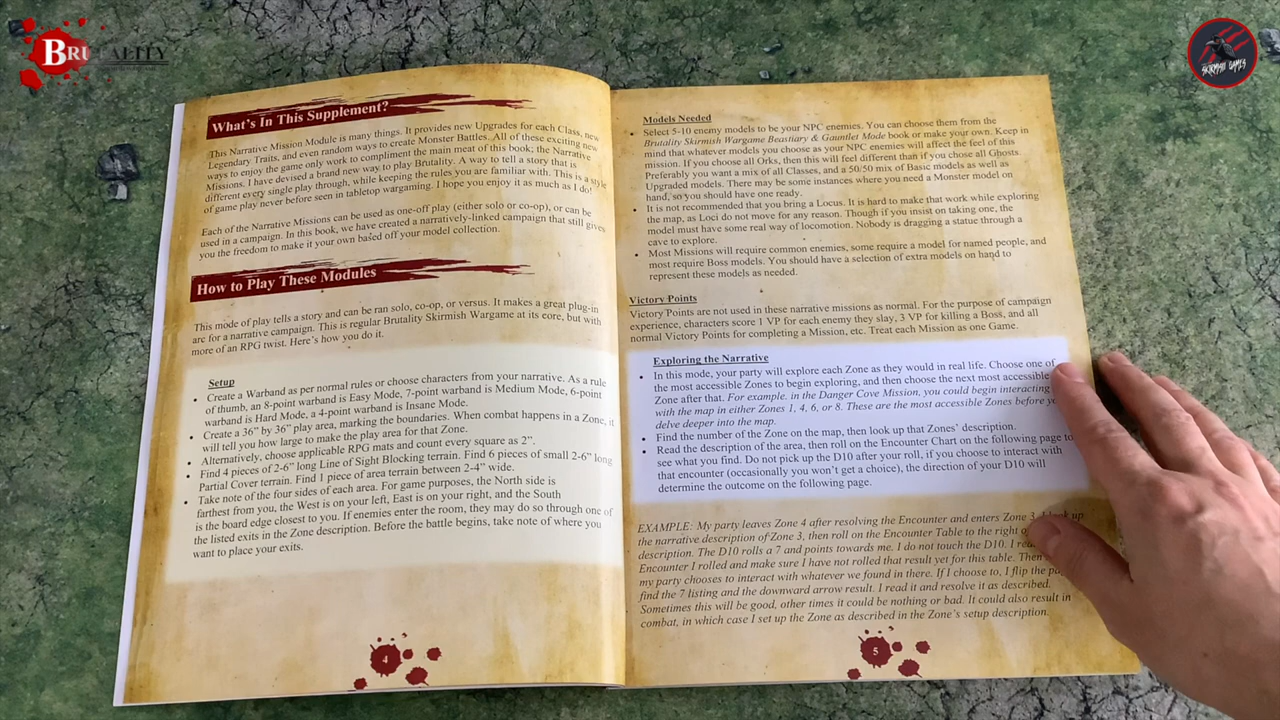 BRUTALITY
SKIRMISH GAMES
What's In This Supplement?
This Narrative Mission Module is many things. It provides new Upgrades for each Class, new
Legendary Traits, and even random ways to create Monster Battles. All of these exciting new
ways to enjoy the game only work to compliment the main meat of this book; the Narrative
Missions. I have devised a brand new way to play Brutality. A way to tell a story that is
different every single play through, while keeping the rules you are familiar with. This is a style
of game play never before seen in tabletop wargaming. I hope you enjoy it as much as I do!
Each of the Narrative Missions can be used as one-off play (either solo or co-op), or can be
used in a campaign. In this book, we have created a narratively-linked campaign that still gives
you the freedom to make it your own based off your model collection.
How to Play These Modules
This mode of play tells a story and can be ran solo, co-op, or versus. It makes a great plug-in
arc for a narrative campaign. This is regular Brutality Skirmish Wargame at its core, but with
more of an RPG twist. Here's how you do it.
Setup
• Create a Warband as per normal rules or choose characters from your narrative. As a rule
of thumb, an 8-point warband is Easy Mode, 7-point warband is Medium Mode, 6-point
warband is Hard Mode, a 4-point warband is Insane Mode.
• Create a 36" by 36" play area, marking the boundaries. When combat happens in a Zone, it
will tell you how large to make the play area for that Zone.
• Alternatively, choose applicable RPG mats and count every square as 2".
• Find 4 pieces of 2-6" long Line of Sight Blocking terrain. Find 6 pieces of small 2-6" long
Partial Cover terrain. Find 1 piece of area terrain between 2-4" wide.
• Take note of the four sides of each area. For game purposes, the North side is
farthest from you, the West is on your left, East is on your right, and the South
is the board edge closest to you. If enemies enter the room, they may do so through one of
the listed exits in the Zone description. Before the battle begins, take note of where you
want to place your exits.
4
Models Needed
• Select 5-10 enemy models to be your NPC enemies. You can choose them from the
Brutality Skirmish Wargame Beastiary & Gauntlet Mode book or make your own. Keep in
mind that whatever models you choose as your NPC enemies will affect the feel of this
mission. If you choose all Orks, then this will feel different than if you chose all Ghosts.
Preferably you want a mix of all Classes, and a 50/50 mix of Basic models as well as
Upgraded models. There may be some instances where you need a Monster model on
hand, so you should have one ready.
• It is not recommended that you bring a Locus. It is hard to make that work while exploring
the map, as Loci do not move for any reason. Though if you insist on taking one, the
model must have some real way of locomotion. Nobody is dragging a statue through a
cave to explore.
• Most Missions will require common enemies, some require a model for named people, and
most require Boss models. You should have a selection of extra models on hand to
represent these models as needed.
Victory Points
Victory Points are not used in these narrative missions as normal. For the purpose of campaign
experience, characters score 1 VP for each enemy they slay, 3 VP for killing a Boss, and all
normal Victory Points for completing a Mission, etc. Treat each Mission as one Game.
Exploring the Narrative
• In this mode, your party will explore each Zone as they would in real life. Choose one of
the most accessible Zones to begin exploring, and then choose the next most accessible
Zone after that. For example. in the Danger Cove Mission, you could begin interacting
with the map in either Zones 1, 4, 6, or 8. These are the most accessible Zones before
delve deeper into the map.
• Find the number of the Zone on the map, then look up that Zones' description.
• Read the description of the area, then roll on the Encounter Chart on the following page to
see what you find. Do not pick up the D10 after your roll, if you choose to interact with
that encounter (occasionally you won't get a choice), the direction of your D10 will
determine the outcome on the following page.
EXAMPLE: My party leaves Zone 4 after resolving the Encounter and enters Zone 3. up
the narrative description of Zone 3, then roll on the Encounter Table to the right
description. The D10 rolls a 7 and points towards me. I do not touch the D10. I
Encounter I rolled and make sure I have not rolled that result yet for this table.
my party chooses to interact with whatever we found in there. If I choose to, I flip the
find the 7 listing and the downward arrow result. I read it and resolve it as described.
Sometimes this will be good, other times it could be nothing or bad. It could also result in
combat, in which case I set up the Zone as described in the Zone's setup description.
5